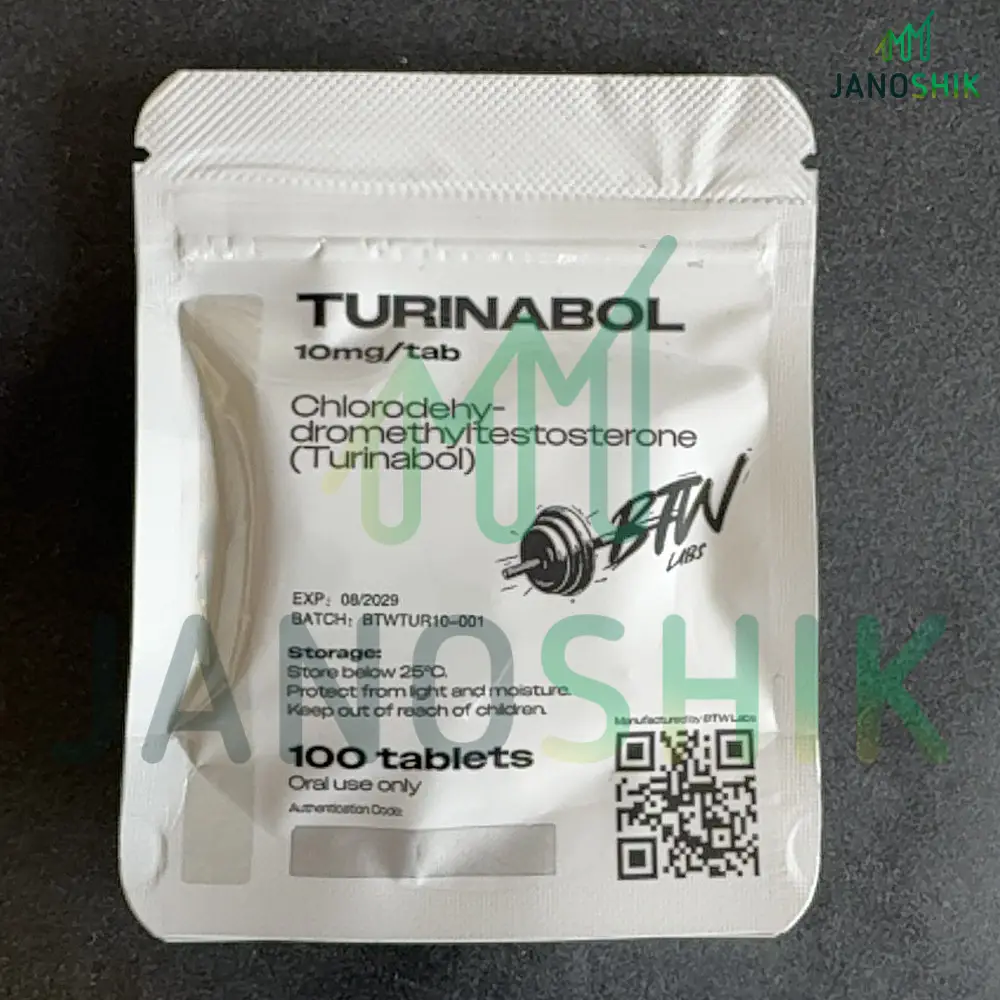 JANOSHIK
TURINABOL
10mg/tab
Chlorodehy-
dromethyltestosterone
(Turinabol)
BTW
LABS
EXP: 08/2029
BATCH: BTWTUR10-001
Storage:
Store below 25°C.
Protect from light and moisture.
Keep out of reach of children.
JANOSHIK
Manufactured by BTW Labs
100 tablets
Oral use only
Authentication Code: